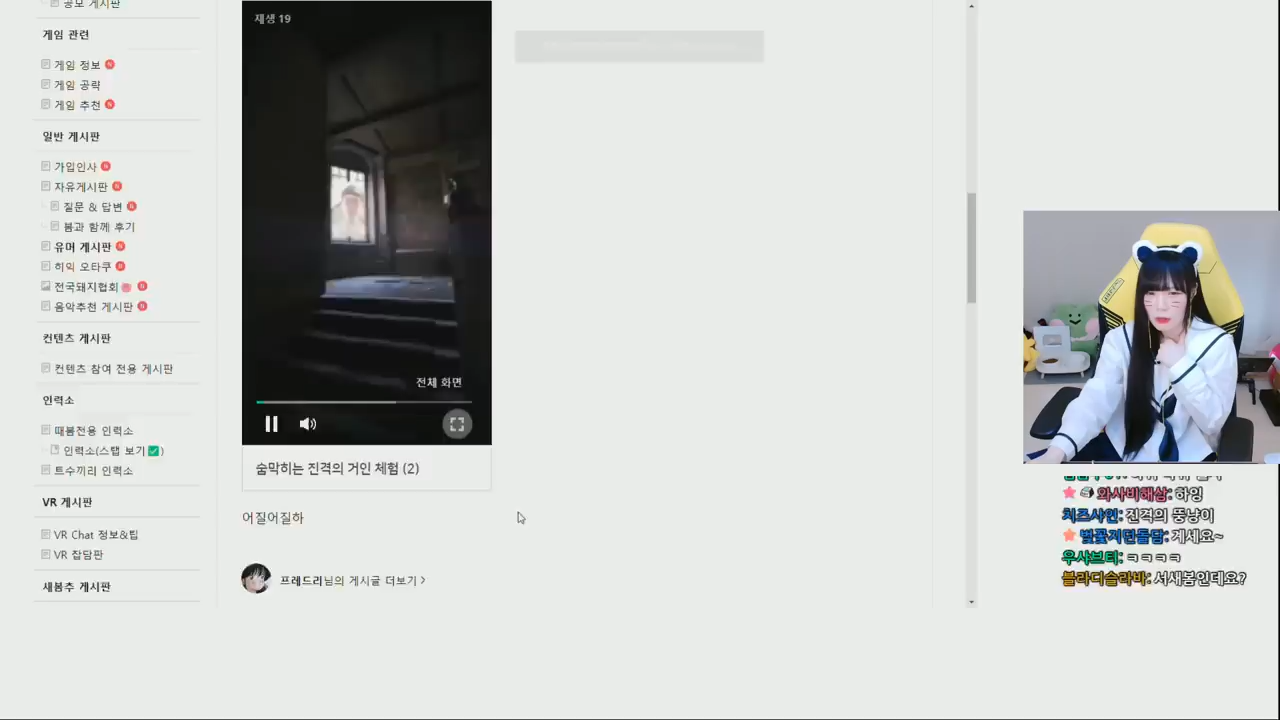 공모 게시판
게임 관련
게임 정보 N
게임 공략
게임 추천 N
일반 게시판
가입인사 N
자유게시판 N
질문 & 답변 N
봄과 함께 후기
유머 게시판 N
히익 오타쿠 N
전국돼지협회 N
음악추천 게시판 N
컨텐츠 게시판
컨텐츠 참여 전용 게시판
인력소
때봄전용 인력소
인력소(스탭 보기✅)
트수끼리 인력소
VR 게시판
VR Chat 정보&팁
VR 잡담판
새봄추 게시판
재생 19
전체 화면
숨막히는 진격의 거인 체험 (2)
어질어질하
프레드리님의 게시글 더보기 >
와사비해삼: 하잉
치즈사인: 진격의 뚱냥이
벚꽃지던돌담: 계세요~
우샤브티: ㅋㅋㅋㅋ
블라디슬라바: 서새봄인데요?